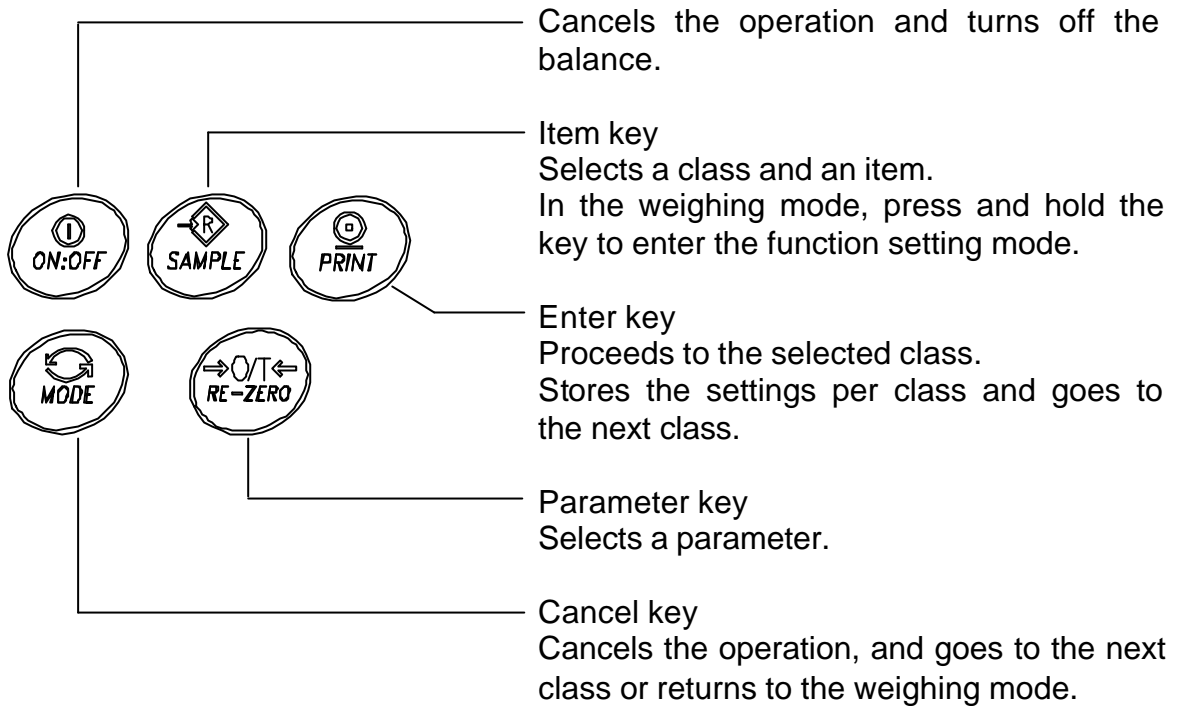 Cancels the operation and turns off the
balance.
Item key
Selects a class and an item.
In the weighing mode, press and hold the
key to enter the function setting mode.
ON:OFF
R
SAMPLE
PRINT
Enter key
Proceeds to the selected class.
Stores the settings per class and goes to
the next class.
MODE
→0/T←
RE-ZERO
Parameter key
Selects a parameter.
Cancel key
Cancels the operation, and goes to the next
class or returns to the weighing mode.